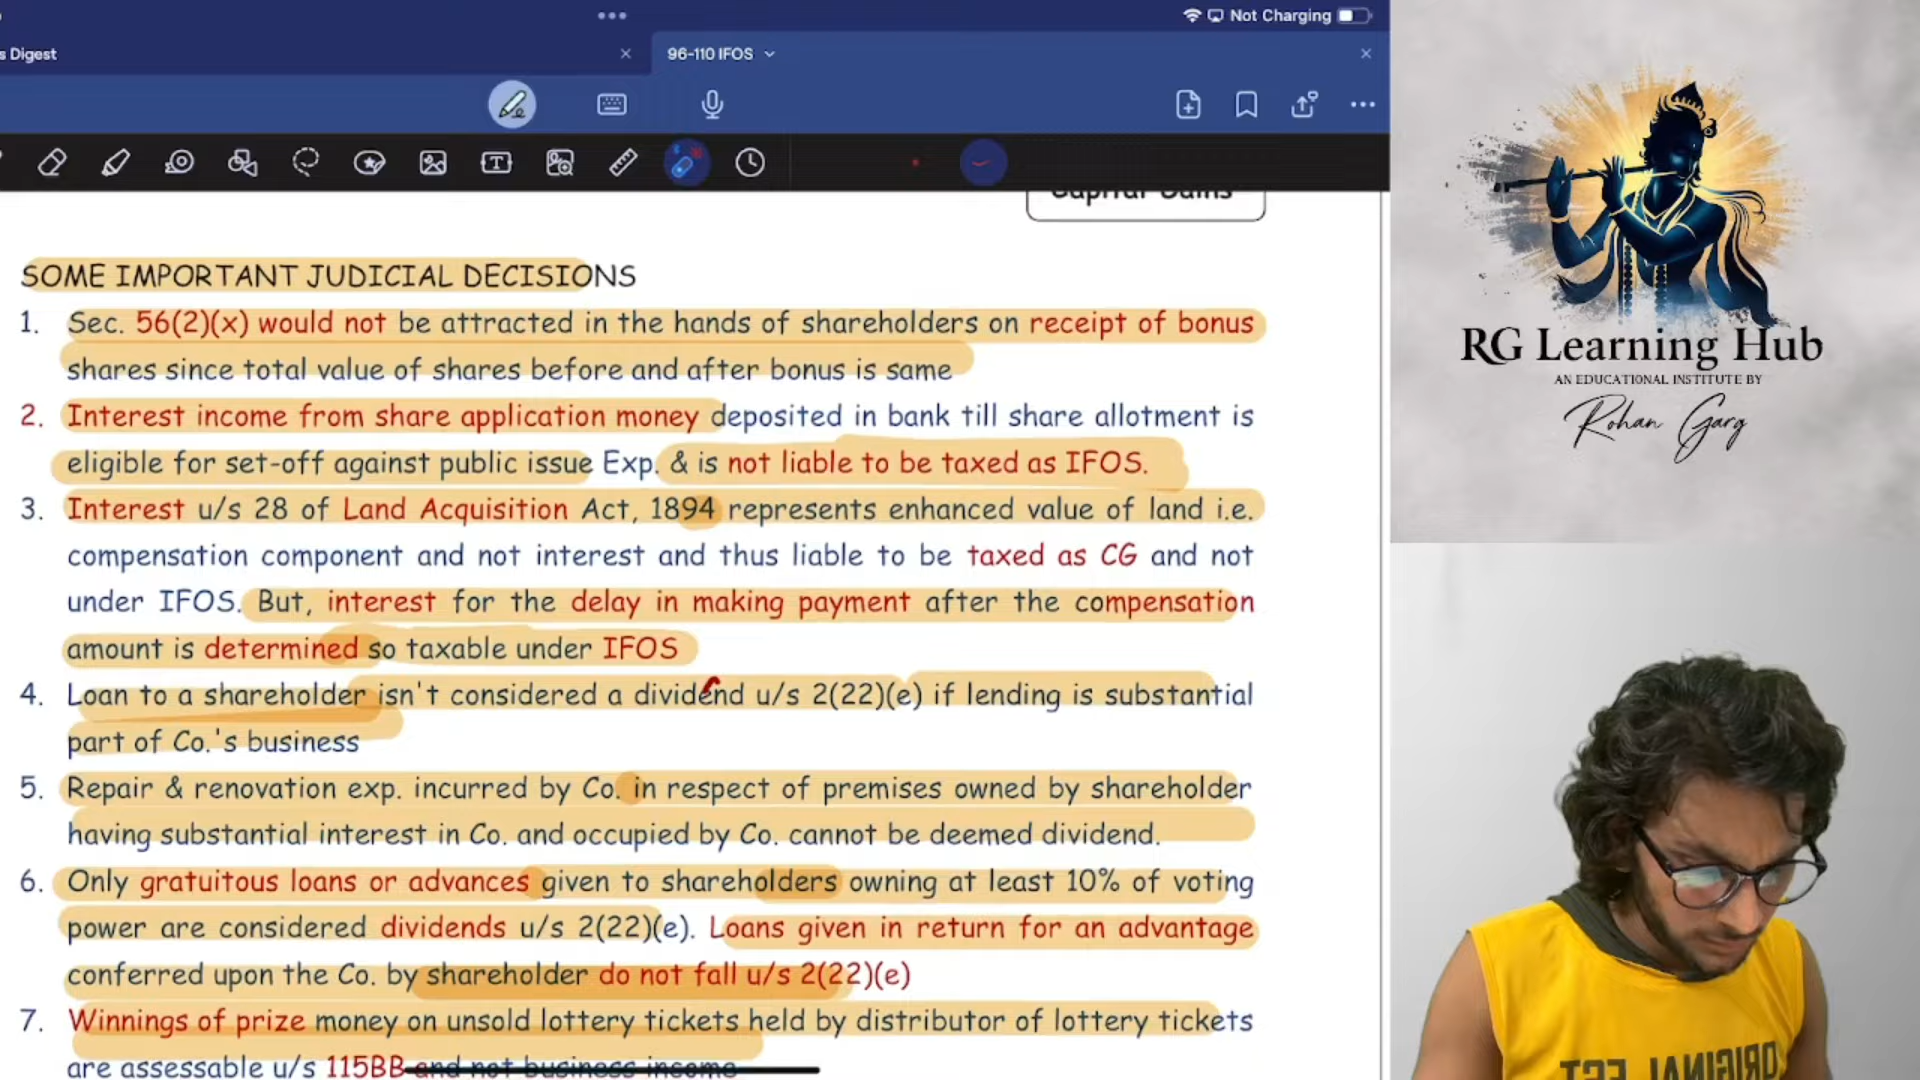 Not Charging
s Digest
96-110 IFOS
Capital Gains
SOME IMPORTANT JUDICIAL DECISIONS
1. Sec. 56(2)(x) would not be attracted in the hands of shareholders on receipt of bonus
shares since total value of shares before and after bonus is same
2. Interest income from share application money deposited in bank till share allotment is
eligible for set-off against public issue Exp. & is not liable to be taxed as IFOS.
3. Interest u/s 28 of Land Acquisition Act, 1894 represents enhanced value of land i.e.
compensation component and not interest and thus liable to be taxed as CG and not
under IFOS. But, interest for the delay in making payment after the compensation
amount is determined so taxable under IFOS
4. Loan to a shareholder isn't considered a dividend u/s 2(22)(e) if lending is substantial
part of Co.'s business
5. Repair & renovation exp. incurred by Co. in respect of premises owned by shareholder
having substantial interest in Co. and occupied by Co. cannot be deemed dividend.
6. Only gratuitous loans or advances given to shareholders owning at least 10% of voting
power are considered dividends u/s 2(22)(e). Loans given in return for an advantage
conferred upon the Co. by shareholder do not fall u/s 2(22)(e)
7. Winnings of prize money on unsold lottery tickets held by distributor of lottery tickets
are assessable u/s 115BB and not business income
RG Learning Hub
AN EDUCATIONAL INSTITUTE BY
Rohan Garg
ORIGINAL